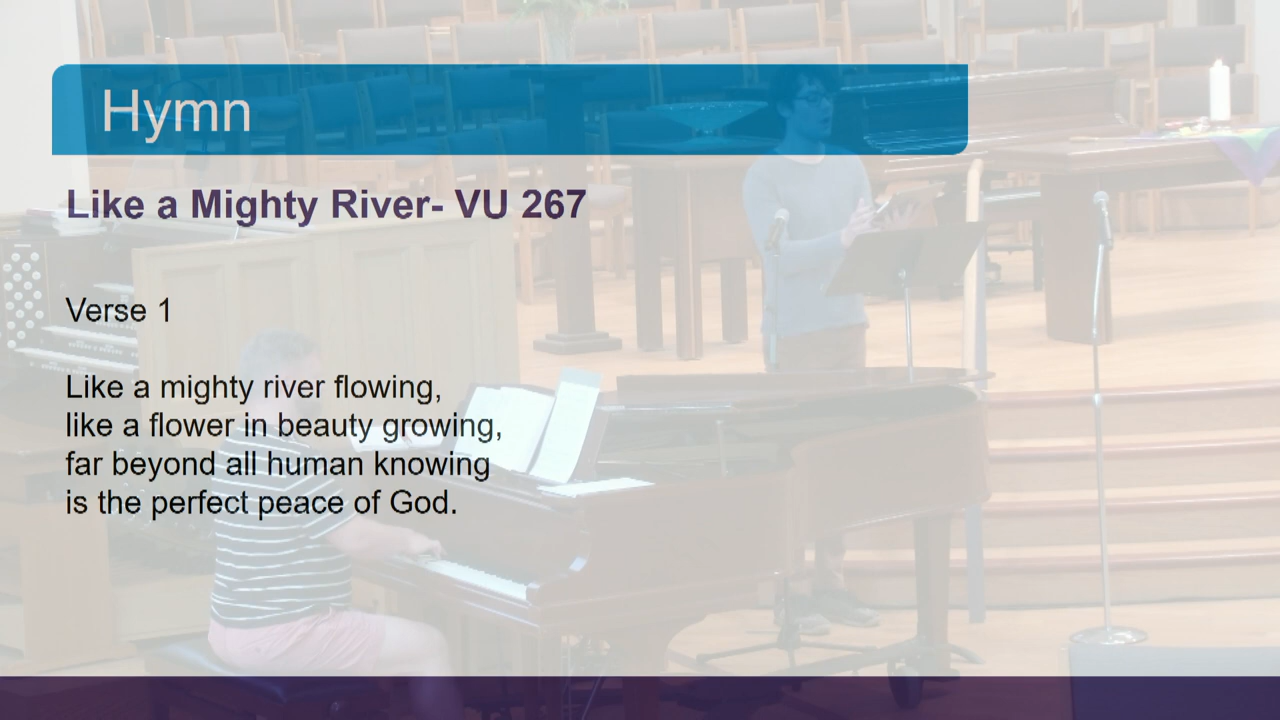 Hymn
Like a Mighty River- VU 267
Verse 1
Like a mighty river flowing,
like a flower in beauty growing,
far beyond all human knowing
is the perfect peace of God.